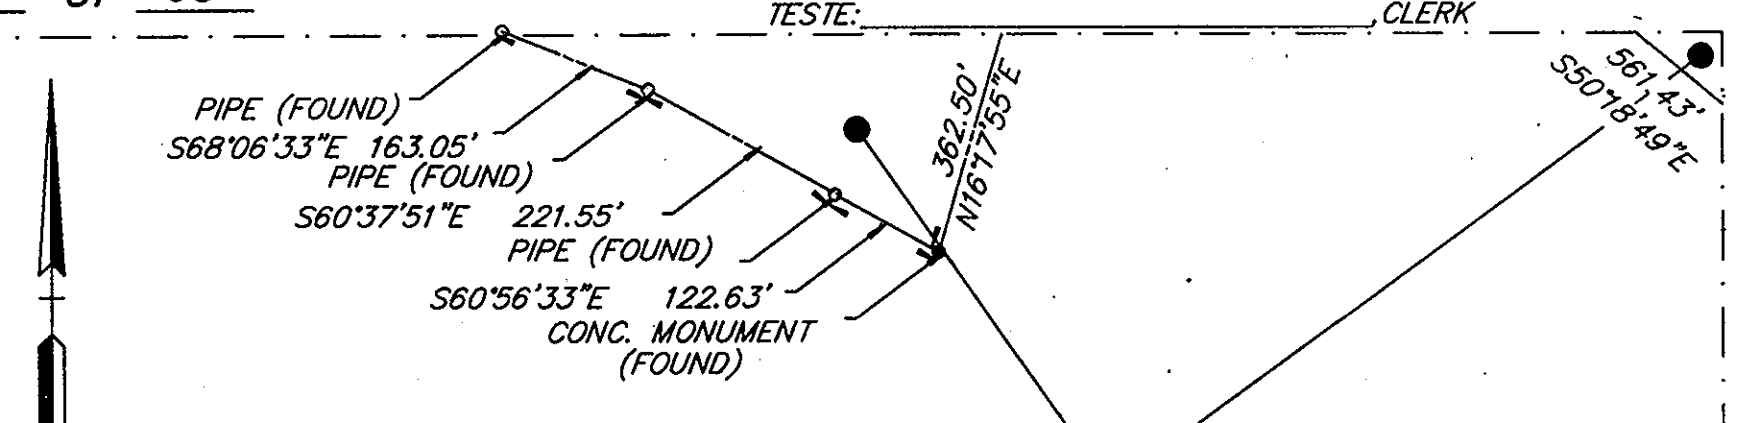 TESTE: , CLERK
PIPE (FOUND)
S68°06'33"E 163.05'
PIPE (FOUND)
S60°37'51"E 221.55'
PIPE (FOUND)
S60°56'33"E 122.63'
CONC. MONUMENT
(FOUND)
362.50'
N16°17'55"E
561.43'
S50°18'49"E